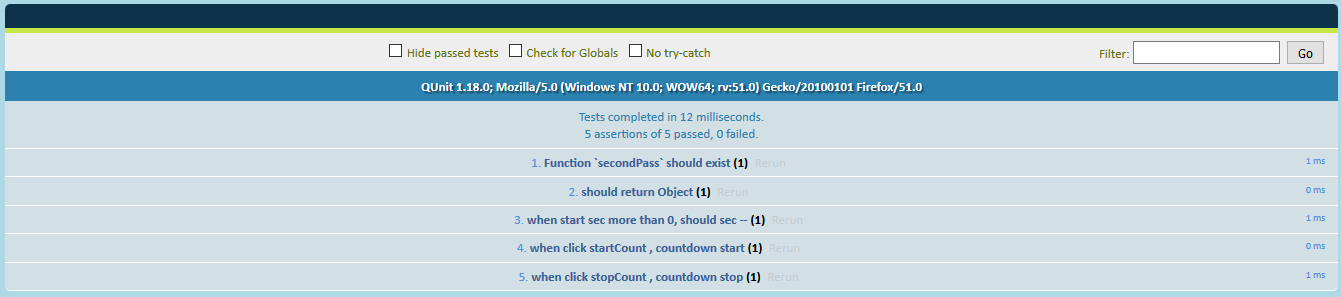 Hide passed tests Check for Globals No try-catch Filter: Go
QUnit 1.18.0; Mozilla/5.0 (Windows NT 10.0; WOW64; rv:51.0) Gecko/20100101 Firefox/51.0
Tests completed in 12 milliseconds.
5 assertions of 5 passed, 0 failed.
1. Function `secondPass` should exist (1) Rerun 1 ms
2. should return Object (1) Rerun 0 ms
3. when start sec more than 0, should sec -- (1) Rerun 1 ms
4. when click startCount , countdown start (1) Rerun 0 ms
5. when click stopCount , countdown stop (1) Rerun 1 ms